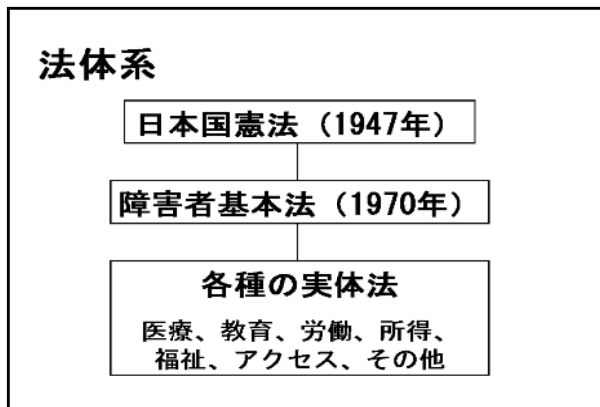 法体系
日本国憲法（1947年）
障害者基本法（1970年）
各種の実体法
医療、教育、労働、所得、
福祉、アクセス、その他